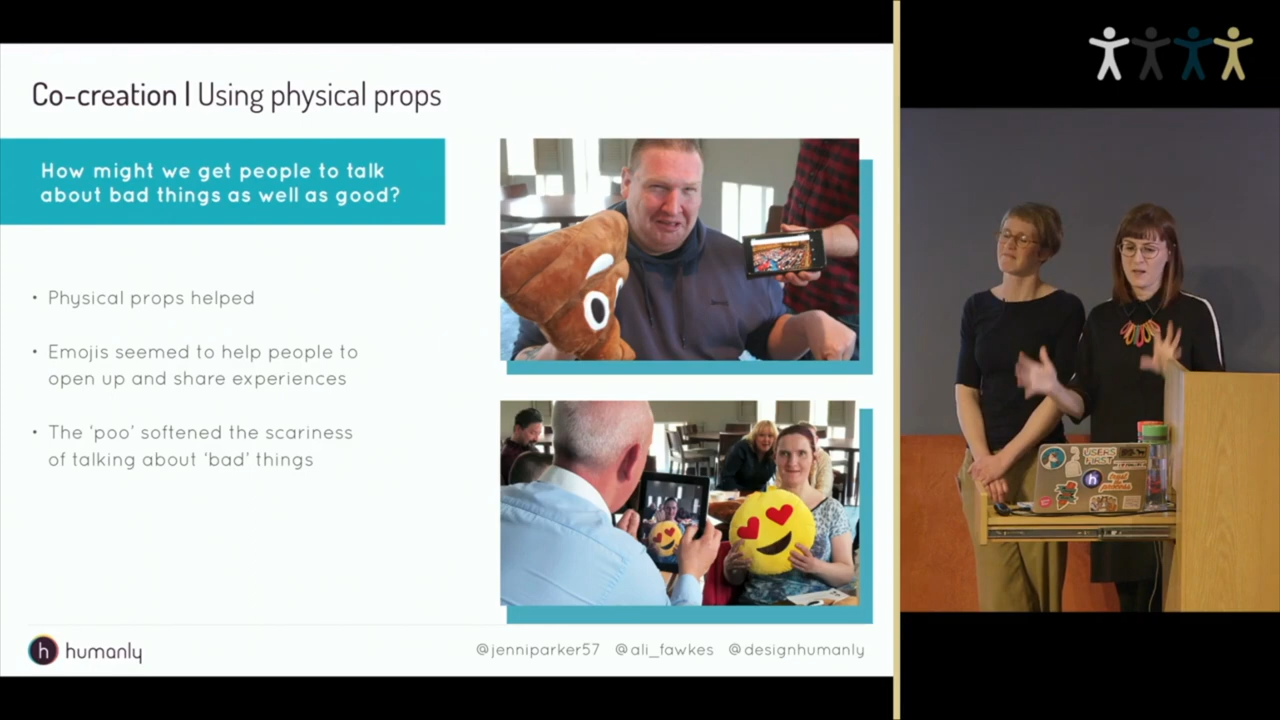 Co-creation | Using physical props
How might we get people to talk
about bad things as well as good?
• Physical props helped
• Emojis seemed to help people to
open up and share experiences
• The ‘poo’ softened the scariness
of talking about ‘bad’ things
h humanly
@jenniparker57 @ali_fawkes @designhumanly
USERS
FIRST
h